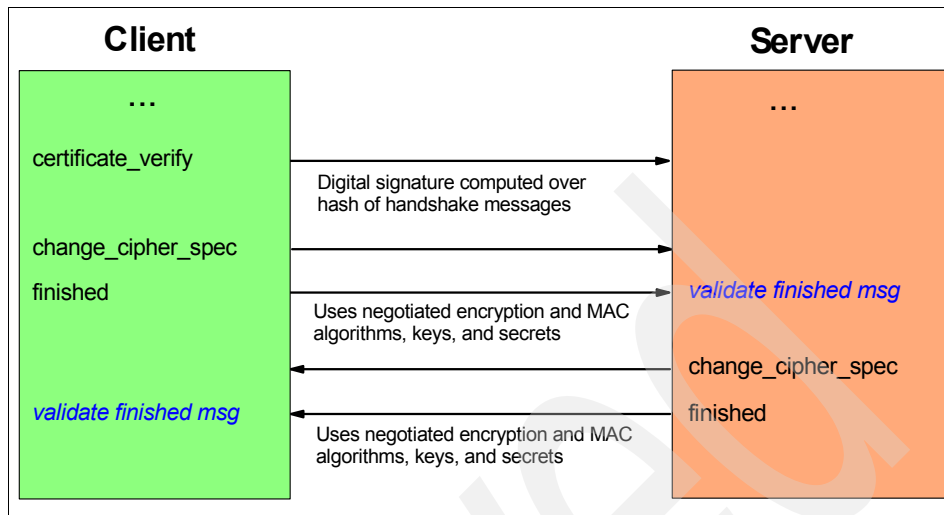 Client
Server
...
...
certificate_verify
Digital signature computed over
hash of handshake messages
change_cipher_spec
finished
validate finished msg
Uses negotiated encryption and MAC
algorithms, keys, and secrets
change_cipher_spec
validate finished msg
finished
Uses negotiated encryption and MAC
algorithms, keys, and secrets